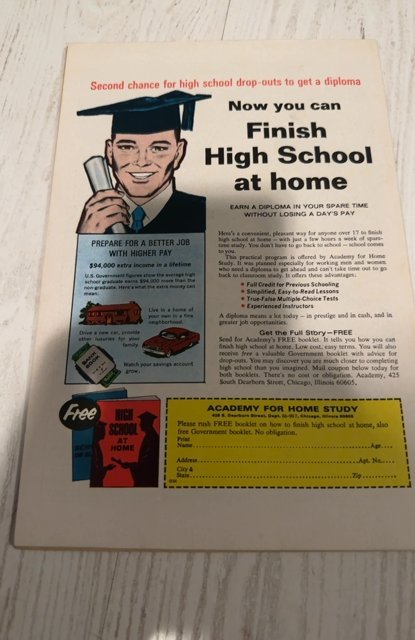 Second chance for high school drop-outs to get a diploma
Now you can
Finish
High School
at home
EARN A DIPLOMA IN YOUR SPARE TIME
WITHOUT LOSING A DAY'S PAY
Here's a convenient, pleasant way for anyone over 17 to finish
high school at home – with just a few hours a week of spare-
time study. You don't have to go back to school – school comes
to you.
This practical program is offered by Academy for Home
Study. It was planned especially for working men and women
who need a diploma to get ahead and can't take time out to go
back to classroom study. It offers these advantages:
Full Credit for Previous Schooling
Simplified, Easy-to-Read Lessons
True-False Multiple-Choice Tests
Experienced Instructors
A diploma means a lot today – in prestige and in cash, and in
greater job opportunities.
Get the Full Story—FREE
Send for Academy's FREE booklet. It tells how you can
finish high school at home. Low cost, easy terms. You will also
receive free a valuable Government booklet with advice for
drop-outs. You may discover you are much closer to completing
high school than you imagined. Mail coupon below today for
both booklets. There's no cost or obligation. Academy, 425
South Dearborn Street, Chicago, Illinois 60605.
PREPARE FOR A BETTER JOB
WITH HIGHER PAY
$94,000 extra income in a lifetime
U.S. Government figures show the average high
school graduate earns $94,000 more than the
non-graduate. Here's what the extra money can
mean:
Live in a home of
your own in a fine
neighborhood.
Drive a new car, provide
other luxuries for your
family.
BANK
BOOK
Watch your savings account
grow.
Free
HIGH
SCHOOL
AT
HOME
ACADEMY FOR HOME STUDY
Chicago, Illinois 60605
Please rush FREE booklet on how to finish high school at home, also
free Government booklet. No obligation.
Print
Name Age
Address Apt. No.
City &
State Zip